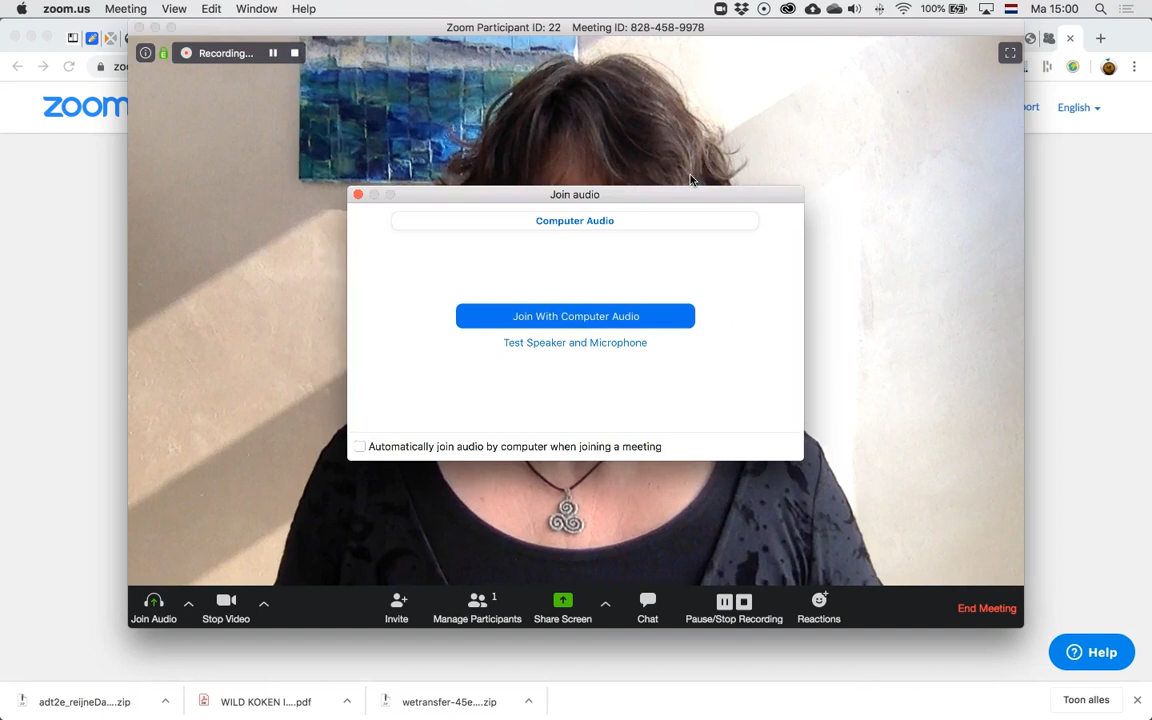 zoom.us Meeting View Edit Window Help 100% Ma 15:00
Zoom Participant ID: 22 Meeting ID: 828-458-9978
Recording...
zo
zoom
ort English
Join audio
Computer Audio
Join With Computer Audio
Test Speaker and Microphone
Automatically join audio by computer when joining a meeting
Join Audio Stop Video Invite Manage Participants 1 Share Screen Chat Pause/Stop Recording Reactions End Meeting
Help
adt2e_reijneDa....zip WILD KOKEN I....pdf wetransfer-45e....zip Toon alles